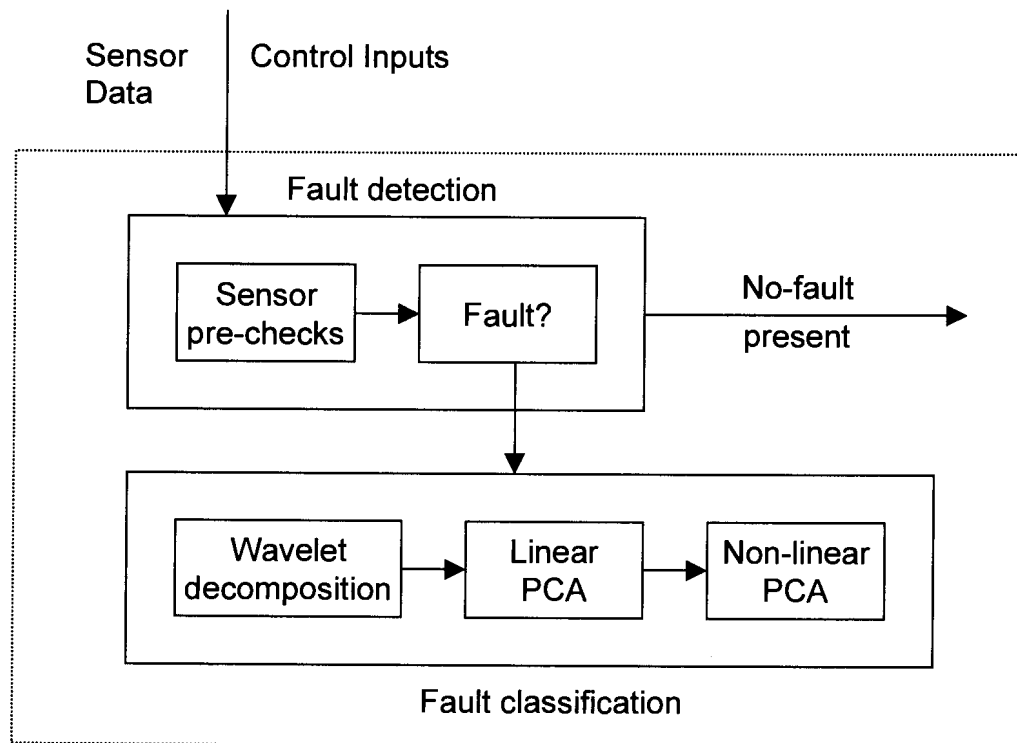 Sensor
Data
Control Inputs
Fault detection
Sensor
pre-checks
Fault?
No-fault
present
Wavelet
decomposition
Linear
PCA
Non-linear
PCA
Fault classification